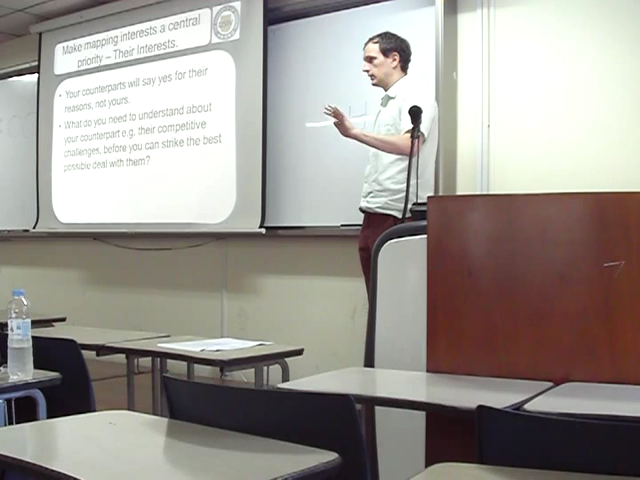 Make mapping interests a central
priority – Their Interests.
• Your counterparts will say yes for their
reasons, not yours.
• What do you need to understand about
your counterpart e.g. their competitive
challenges, before you can strike the best
possible deal with them?